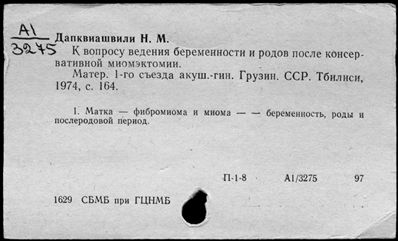 А1
3275
Дапквиашвили Н. М.
К вопросу ведения беременности и родов после консер-
вативной миомэктомии.
Матер. 1-го съезда акуш.-гин. Грузин. ССР. Тбилиси,
1974, с. 164.
1. Матка — фибромиома и миома — — беременность, роды и
послеродовой период.
П-1-8 А1/3275 97
1629 СБМБ при ГЦНМБ